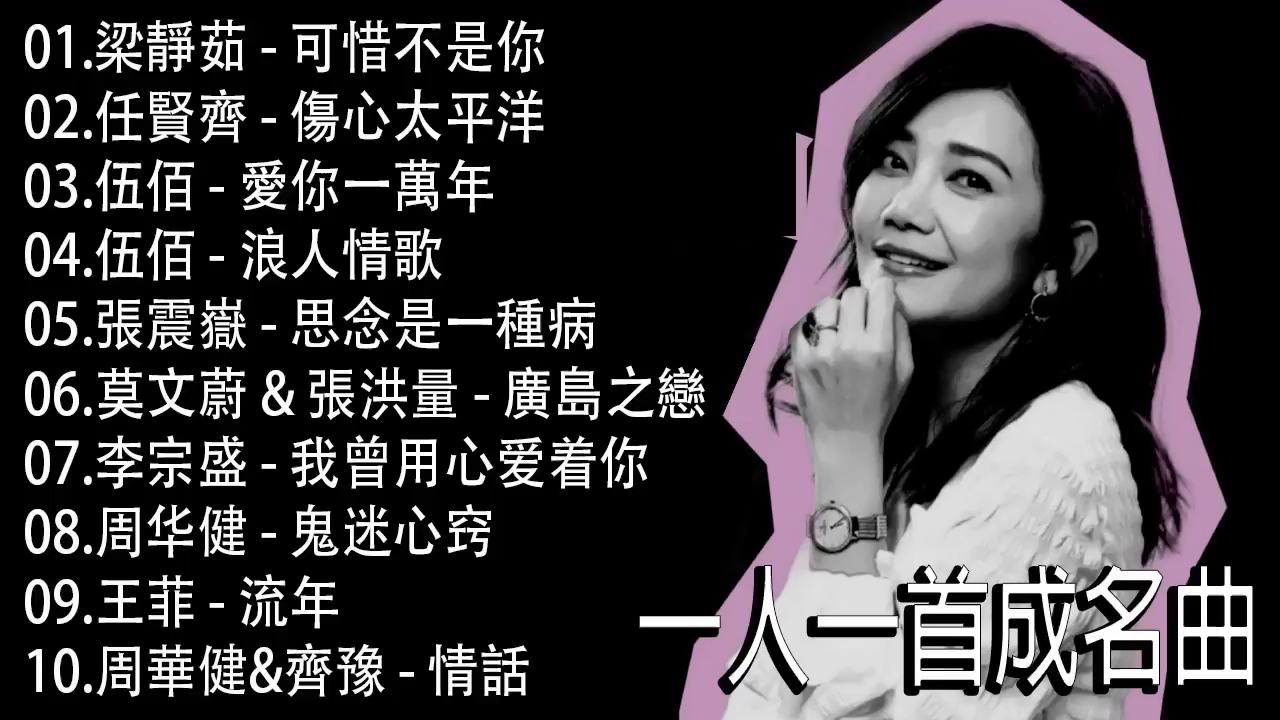 01.梁靜茹 - 可惜不是你
02.任賢齊 - 傷心太平洋
03.伍佰 - 愛你一萬年
04.伍佰 - 浪人情歌
05.張震嶽 - 思念是一種病
06.莫文蔚 & 張洪量 - 廣島之戀
07.李宗盛 - 我曾用心爱着你
08.周华健 - 鬼迷心窍
09.王菲 - 流年
10.周華健&齊豫 - 情話
一人一首成名曲